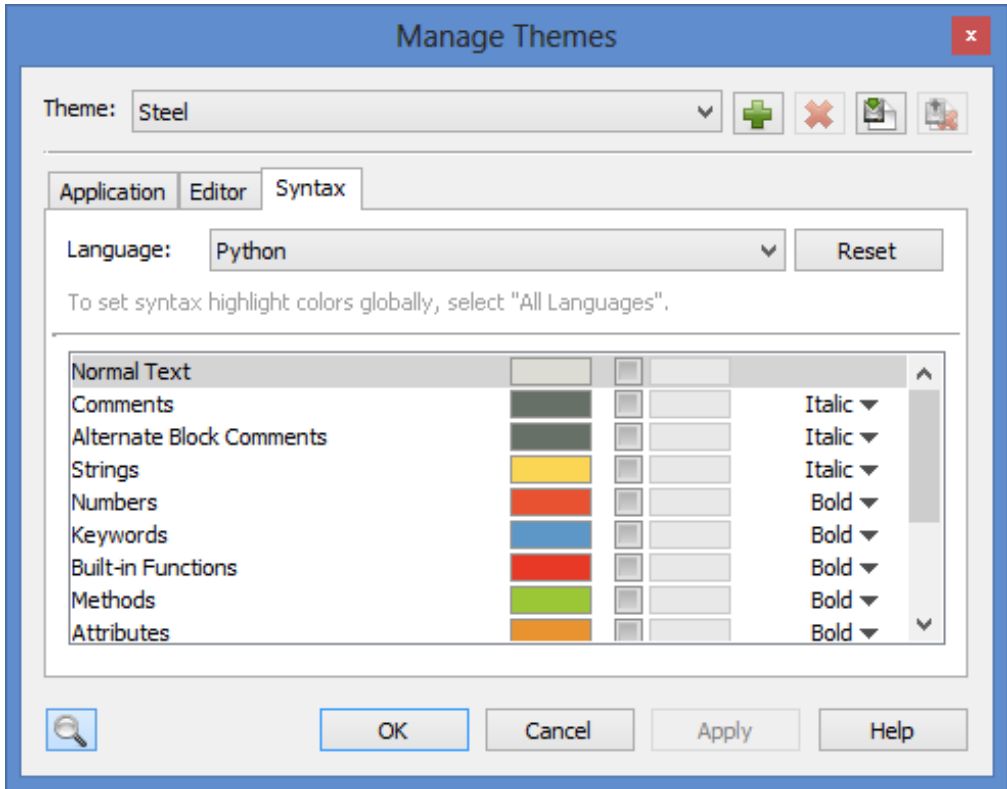 Manage Themes
x
Theme: Steel
Application Editor Syntax
Language: Python Reset
To set syntax highlight colors globally, select "All Languages".
Normal Text
Comments Italic
Alternate Block Comments Italic
Strings Italic
Numbers Bold
Keywords Bold
Built-in Functions Bold
Methods Bold
Attributes Bold
OK Cancel Apply Help